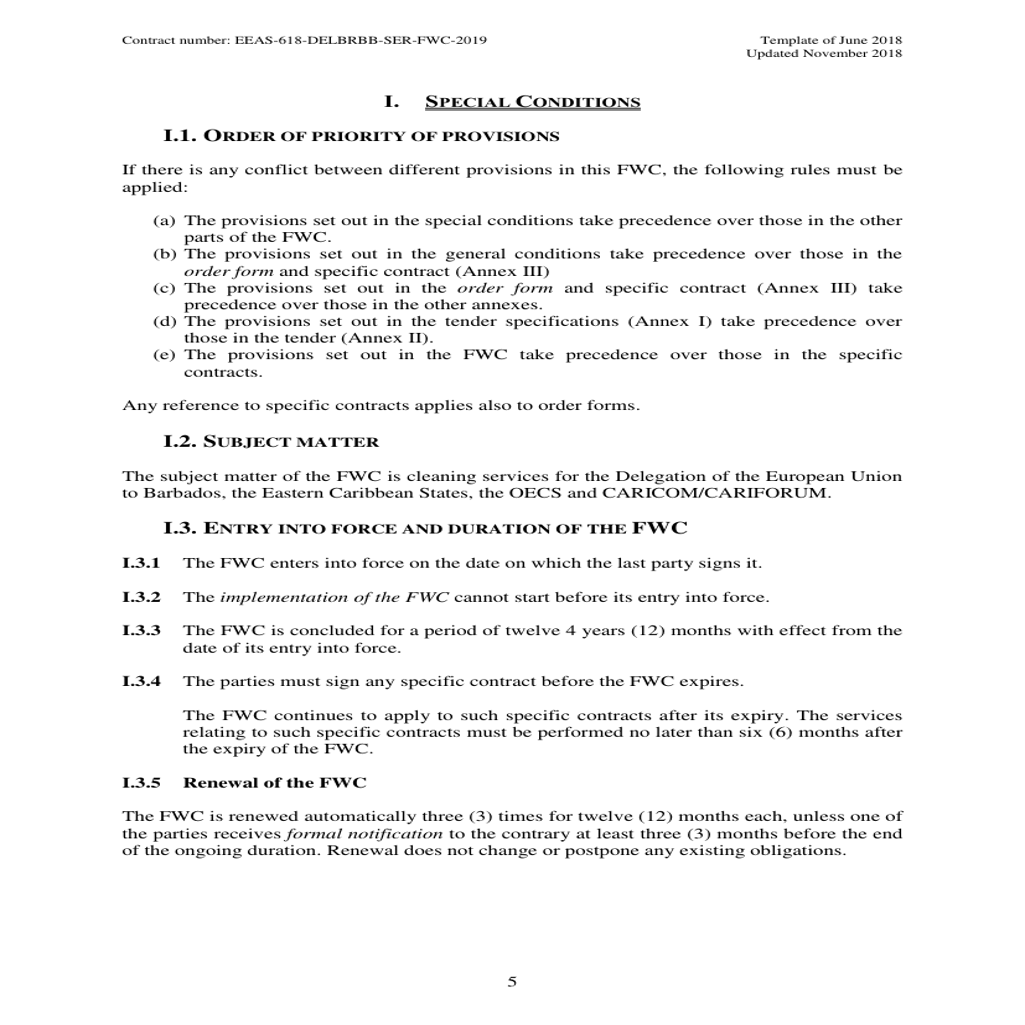 Contract number: EEAS-618-DELBRBB-SER-FWC-2019
Template of June 2018
Updated November 2018
I. SPECIAL CONDITIONS
I.1. ORDER OF PRIORITY OF PROVISIONS
If there is any conflict between different provisions in this FWC, the following rules must be
applied:
(a) The provisions set out in the special conditions take precedence over those in the other
parts of the FWC.
(b) The provisions set out in the general conditions take precedence over those in the
order form and specific contract (Annex III)
(c) The provisions set out in the order form and specific contract (Annex III) take
precedence over those in the other annexes.
(d) The provisions set out in the tender specifications (Annex I) take precedence over
those in the tender (Annex II).
(e) The provisions set out in the FWC take precedence over those in the specific
contracts.
Any reference to specific contracts applies also to order forms.
I.2. SUBJECT MATTER
The subject matter of the FWC is cleaning services for the Delegation of the European Union
to Barbados, the Eastern Caribbean States, the OECS and CARICOM/CARIFORUM.
I.3. ENTRY INTO FORCE AND DURATION OF THE FWC
I.3.1 The FWC enters into force on the date on which the last party signs it.
I.3.2 The implementation of the FWC cannot start before its entry into force.
I.3.3 The FWC is concluded for a period of twelve 4 years (12) months with effect from the
date of its entry into force.
I.3.4 The parties must sign any specific contract before the FWC expires.
The FWC continues to apply to such specific contracts after its expiry. The services
relating to such specific contracts must be performed no later than six (6) months after
the expiry of the FWC.
I.3.5 Renewal of the FWC
The FWC is renewed automatically three (3) times for twelve (12) months each, unless one of
the parties receives formal notification to the contrary at least three (3) months before the end
of the ongoing duration. Renewal does not change or postpone any existing obligations.
5